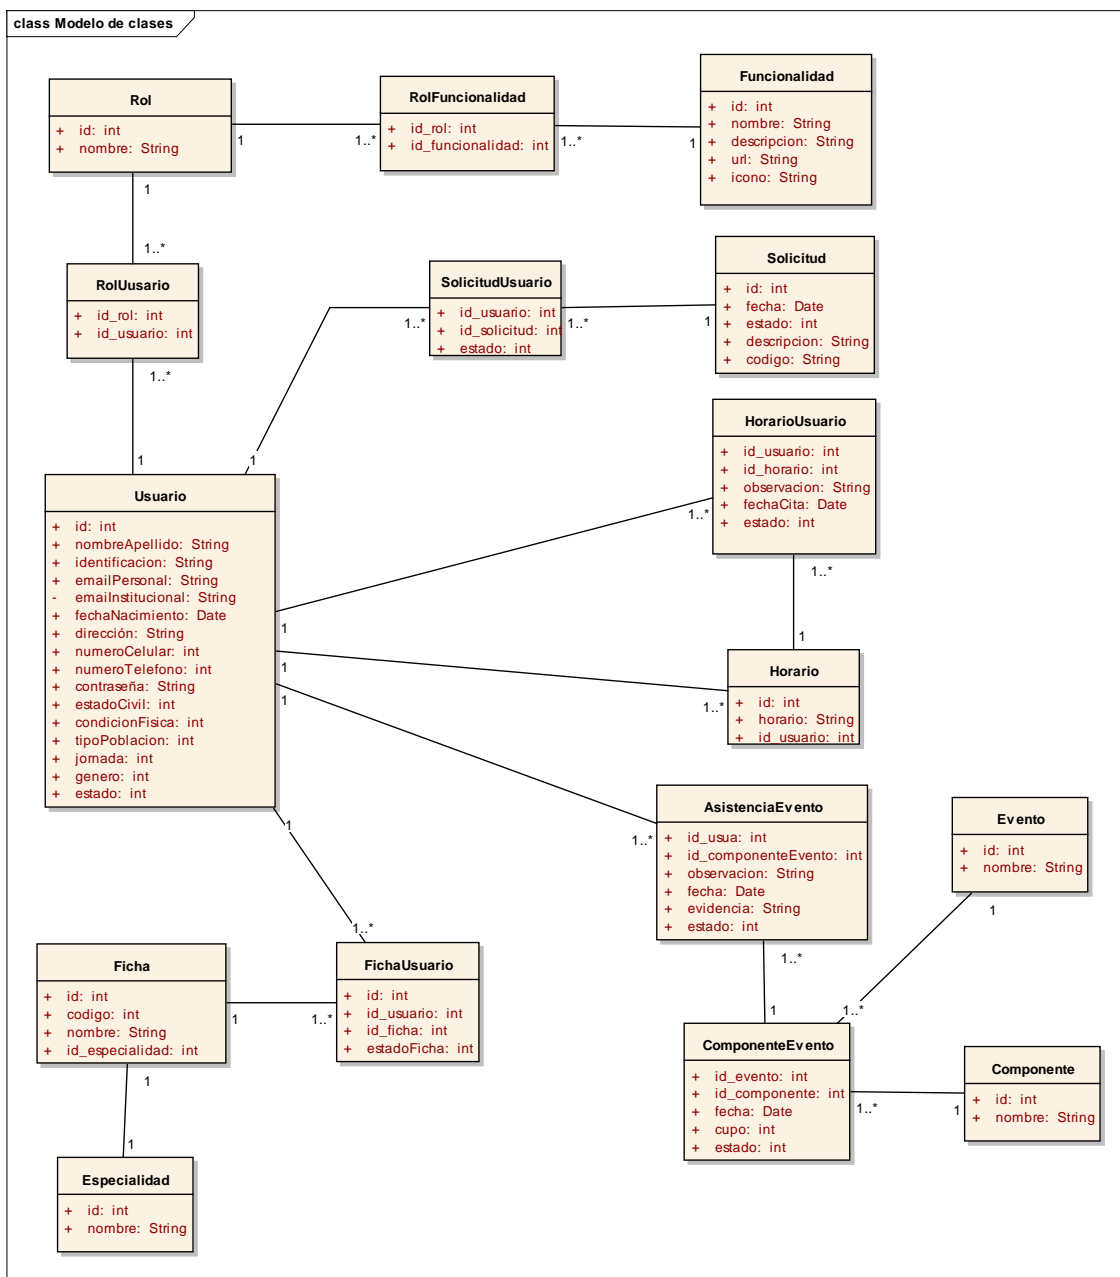 class Modelo de clases
Rol
+ id: int
+ nombre: String
1
1..*
RolFuncionalidad
+ id_rol: int
+ id_funcionalidad: int
1..*
1
Funcionalidad
+ id: int
+ nombre: String
+ descripcion: String
+ url: String
+ icono: String
1
1..*
RolUusario
+ id_rol: int
+ id_usuario: int
1..*
1
SolicitudUsuario
+ id_usuario: int
+ id_solicitud: int
+ estado: int
1..*
1
1..*
1
Solicitud
+ id: int
+ fecha: Date
+ estado: int
+ descripcion: String
+ codigo: String
HorarioUsuario
+ id_usuario: int
+ id_horario: int
+ observacion: String
+ fechaCita: Date
+ estado: int
1..*
1..*
1
Usuario
+ id: int
+ nombreApellido: String
+ identificacion: String
+ emailPersonal: String
- emailnstitucional: String
+ fechaNacimiento: Date
+ dirección: String
+ numeroCelular: int
+ numeroTelefono: int
+ contraseña: String
+ estadoCivil: int
+ condicionFisica: int
+ tipoPoblacion: int
+ jornada: int
+ genero: int
+ estado: int
1
1
1
1
Horario
+ id: int
+ horario: String
+ id_usuario: int
1..*
AsistenciaEvento
+ id_usua: int
+ id_componenteEvento: int
+ observacion: String
+ fecha: Date
+ evidencia: String
+ estado: int
1..*
1..*
1
Evento
+ id: int
+ nombre: String
1
1..*
Ficha
+ id: int
+ codigo: int
+ nombre: String
+ id_especialidad: int
1
1..*
FichaUsuario
+ id: int
+ id_usuario: int
+ id_ficha: int
+ estadoFicha: int
1..*
ComponenteEvento
+ id_evento: int
+ id_componente: int
+ fecha: Date
+ cupo: int
+ estado: int
1..*
1
Componente
+ id: int
+ nombre: String
1
1
Especialidad
+ id: int
+ nombre: String